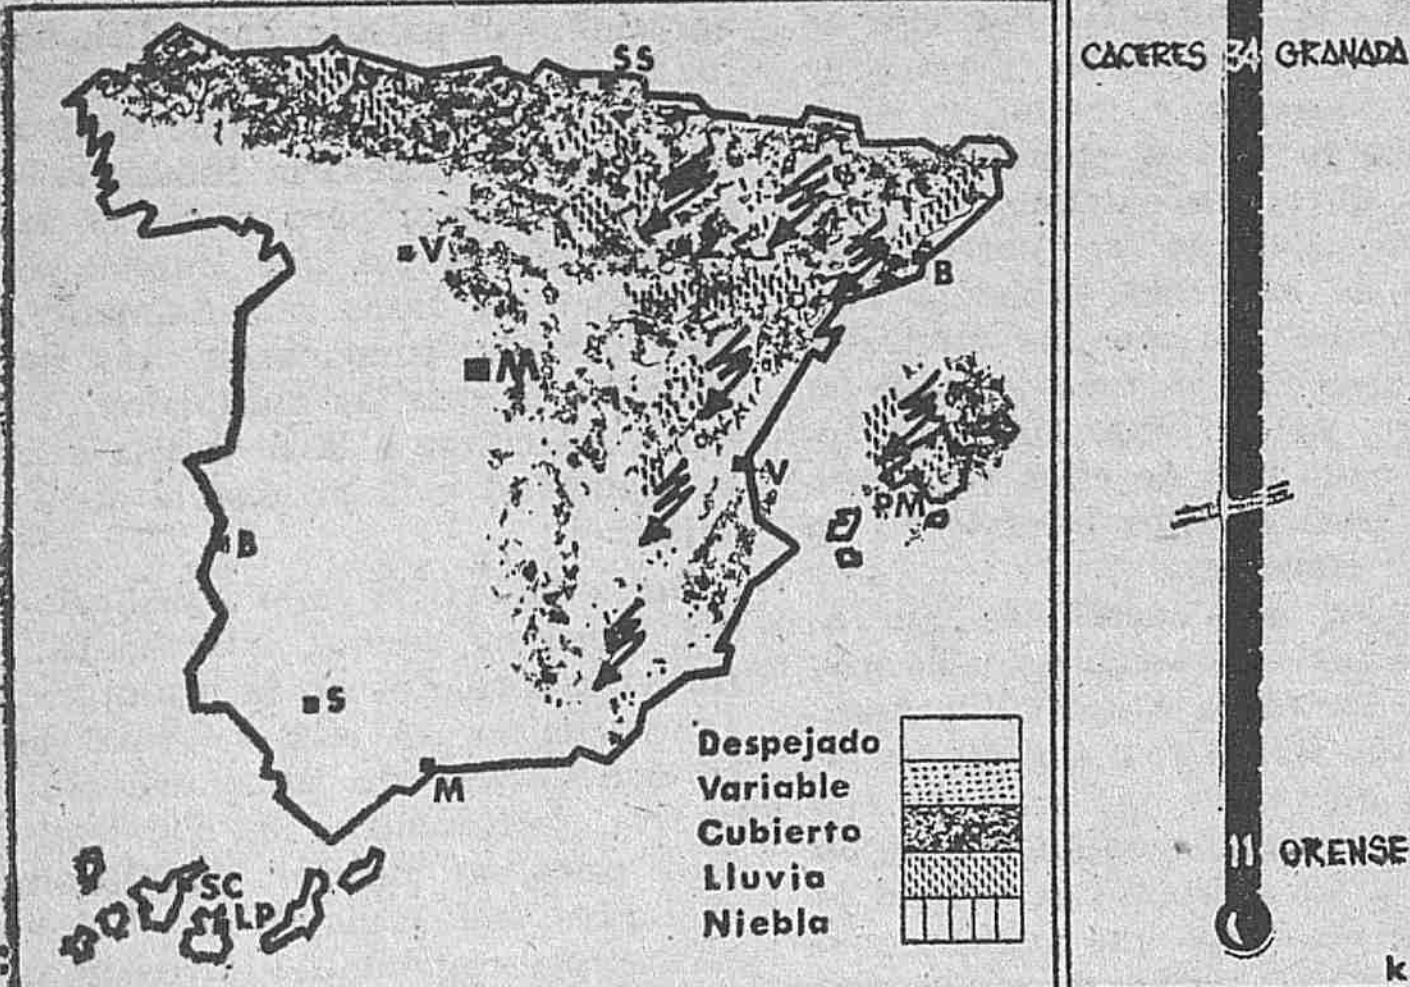 SS
V
B
M
V
PM
B
S
M
SC
LP
Despejado
Variable
Cubierto
Lluvia
Niebla
CACERES 34 GRANADA
11 ORENSE
k